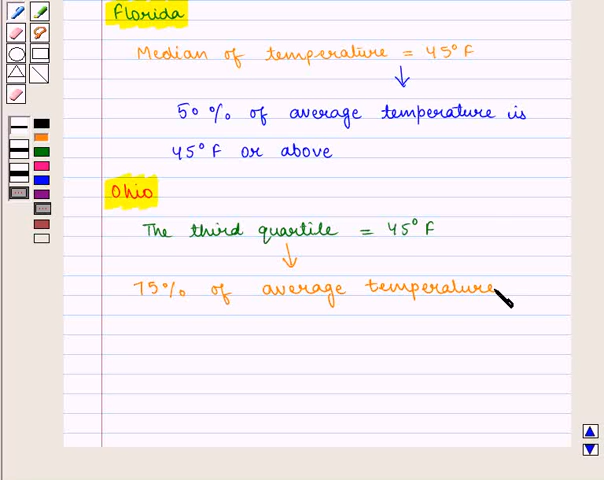 Florida
Median of temperature = 45°F
50% of average temperature is
45°F or above
Ohio
The third quartile = 45°F
75% of average temperature